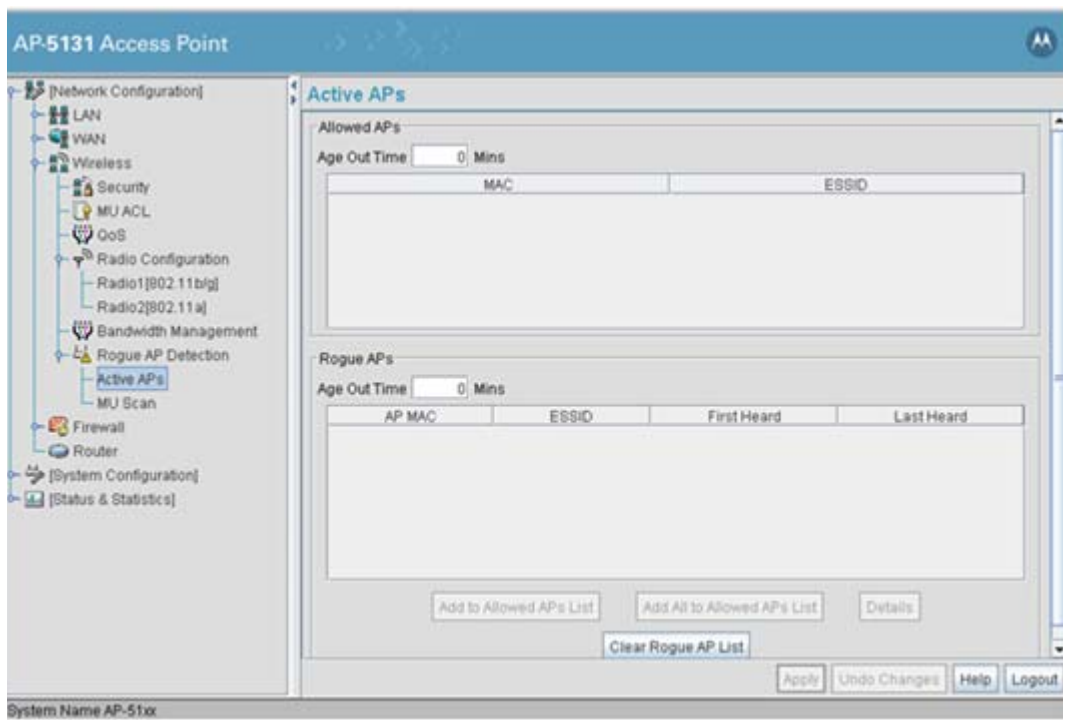 AP-5131 Access Point
[Network Configuration]
LAN
WAN
Wireless
Security
MU ACL
QoS
Radio Configuration
Radio1[802.11b/g]
Radio2[802.11a]
Bandwidth Management
Rogue AP Detection
Active APs
MU Scan
Firewall
Router
[System Configuration]
[Status & Statistics]
Active APs
Allowed APs
Age Out Time 0 Mins
MAC ESSID
Rogue APs
Age Out Time 0 Mins
AP MAC ESSID First Heard Last Heard
Add to Allowed APs List Add All to Allowed APs List Details
Clear Rogue AP List
Apply Undo Changes Help Logout
System Name AP-51xx